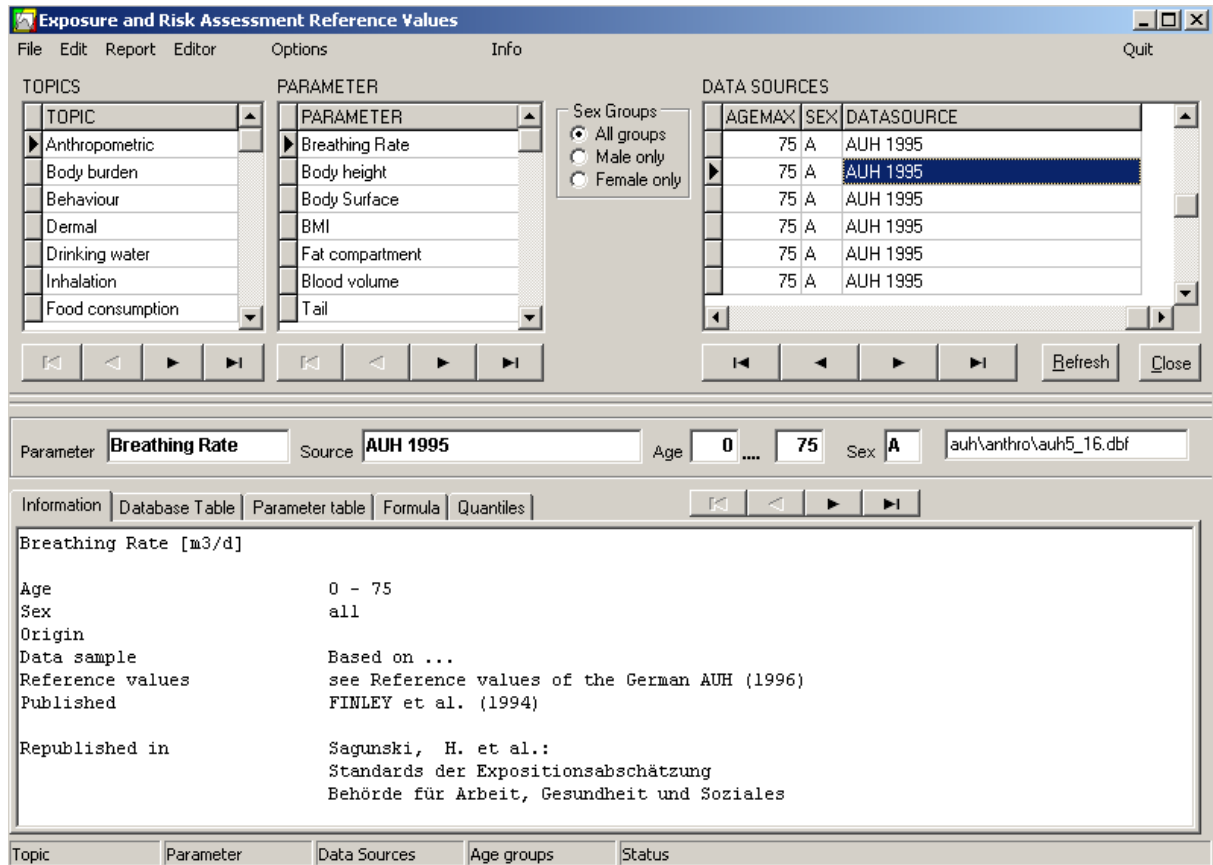 Exposure and Risk Assessment Reference Values
File Edit Report Editor Options Info Quit
TOPICS PARAMETER DATA SOURCES
TOPIC
Anthropometric
Body burden
Behaviour
Dermal
Drinking water
Inhalation
Food consumption
PARAMETER
Breathing Rate
Body height
Body Surface
BMI
Fat compartment
Blood volume
Tail
Sex Groups
All groups
Male only
Female only
AGEMAX SEX DATASOURCE
75 A AUH 1995
75 A AUH 1995
75 A AUH 1995
75 A AUH 1995
75 A AUH 1995
75 A AUH 1995
Refresh Close
Parameter Breathing Rate Source AUH 1995 Age 0 .... 75 Sex A auh\anthro\auh5_16.dbf
Information Database Table Parameter table Formula Quantiles
Breathing Rate [m3/d]
Age 0 - 75
Sex all
Origin
Data sample Based on ...
Reference values see Reference values of the German AUH (1996)
Published FINLEY et al. (1994)
Republished in Sagunski, H. et al.:
Standards der Expositionsabschätzung
Behörde für Arbeit, Gesundheit und Soziales
Topic Parameter Data Sources Age groups Status